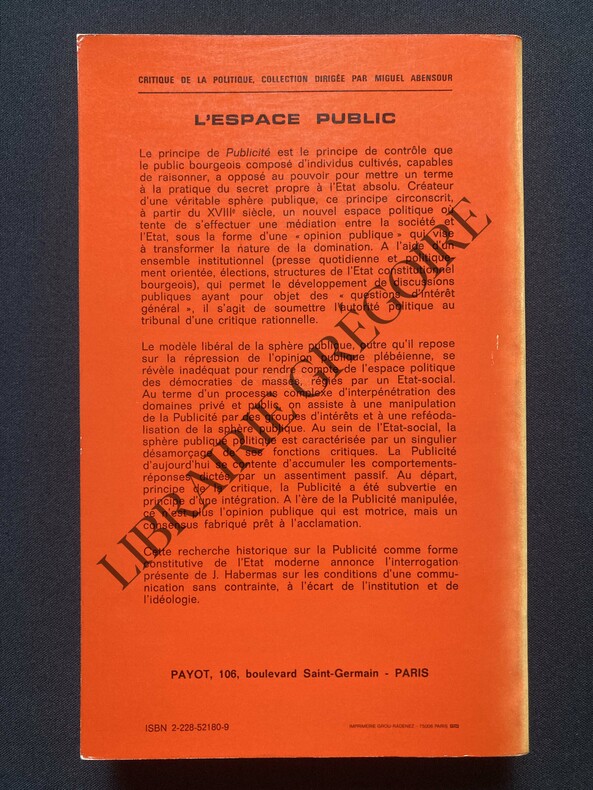 CRITIQUE DE LA POLITIQUE, COLLECTION DIRIGÉE PAR MIGUEL ABENSOUR
L'ESPACE PUBLIC
Le principe de Publicité est le principe de contrôle que
le public bourgeois composé d'individus cultivés, capables
de raisonner, a opposé au pouvoir pour mettre un terme
à la pratique du secret propre à l'Etat absolu. Créateur
d'une véritable sphère publique, ce principe circonscrit,
à partir du XVIIIe siècle, un nouvel espace politique où
tente de s'effectuer une médiation entre la société et
l'Etat, sous la forme d'une « opinion publique » qui vise
à transformer la nature de la domination. A l'aide d'un
ensemble institutionnel (presse quotidienne et politique-
ment orientée, élections, structures de l'Etat constitutionnel
bourgeois), qui permet le développement de discussions
publiques ayant pour objet des « questions d'intérêt
général », il s'agit de soumettre l'autorité politique au
tribunal d'une critique rationnelle.
Le modèle libéral de la sphère publique, outre qu'il repose
sur la répression de l'opinion publique plébéienne, se
révèle inadéquat pour rendre compte de l'espace politique
des démocraties de masses, régies par un Etat-social.
Au terme d'un processus complexe d'interpénétration des
domaines privé et public, on assiste à une manipulation
de la Publicité par des groupes d'intérêts et à une reféoda-
lisation de la sphère publique. Au sein de l'Etat-social, la
sphère publique politique est caractérisée par un singulier
désamorçage de ses fonctions critiques. La Publicité
d'aujourd'hui se contente d'accumuler les comportements-
réponses dictés par un assentiment passif. Au départ,
principe de la critique, la Publicité a été subvertie en
principe d'une intégration. A l'ère de la Publicité manipulée,
ce n'est plus l'opinion publique qui est motrice, mais un
consensus fabriqué prêt à l'acclamation.
Cette recherche historique sur la Publicité comme forme
constitutive de l'Etat moderne annonce l'interrogation
présente de J. Habermas sur les conditions d'une commu-
nication sans contrainte, à l'écart de l'institution et de
l'idéologie.
LIBRAIRIE GREGOIRE
PAYOT, 106, boulevard Saint-Germain - PARIS
ISBN 2-228-52180-9